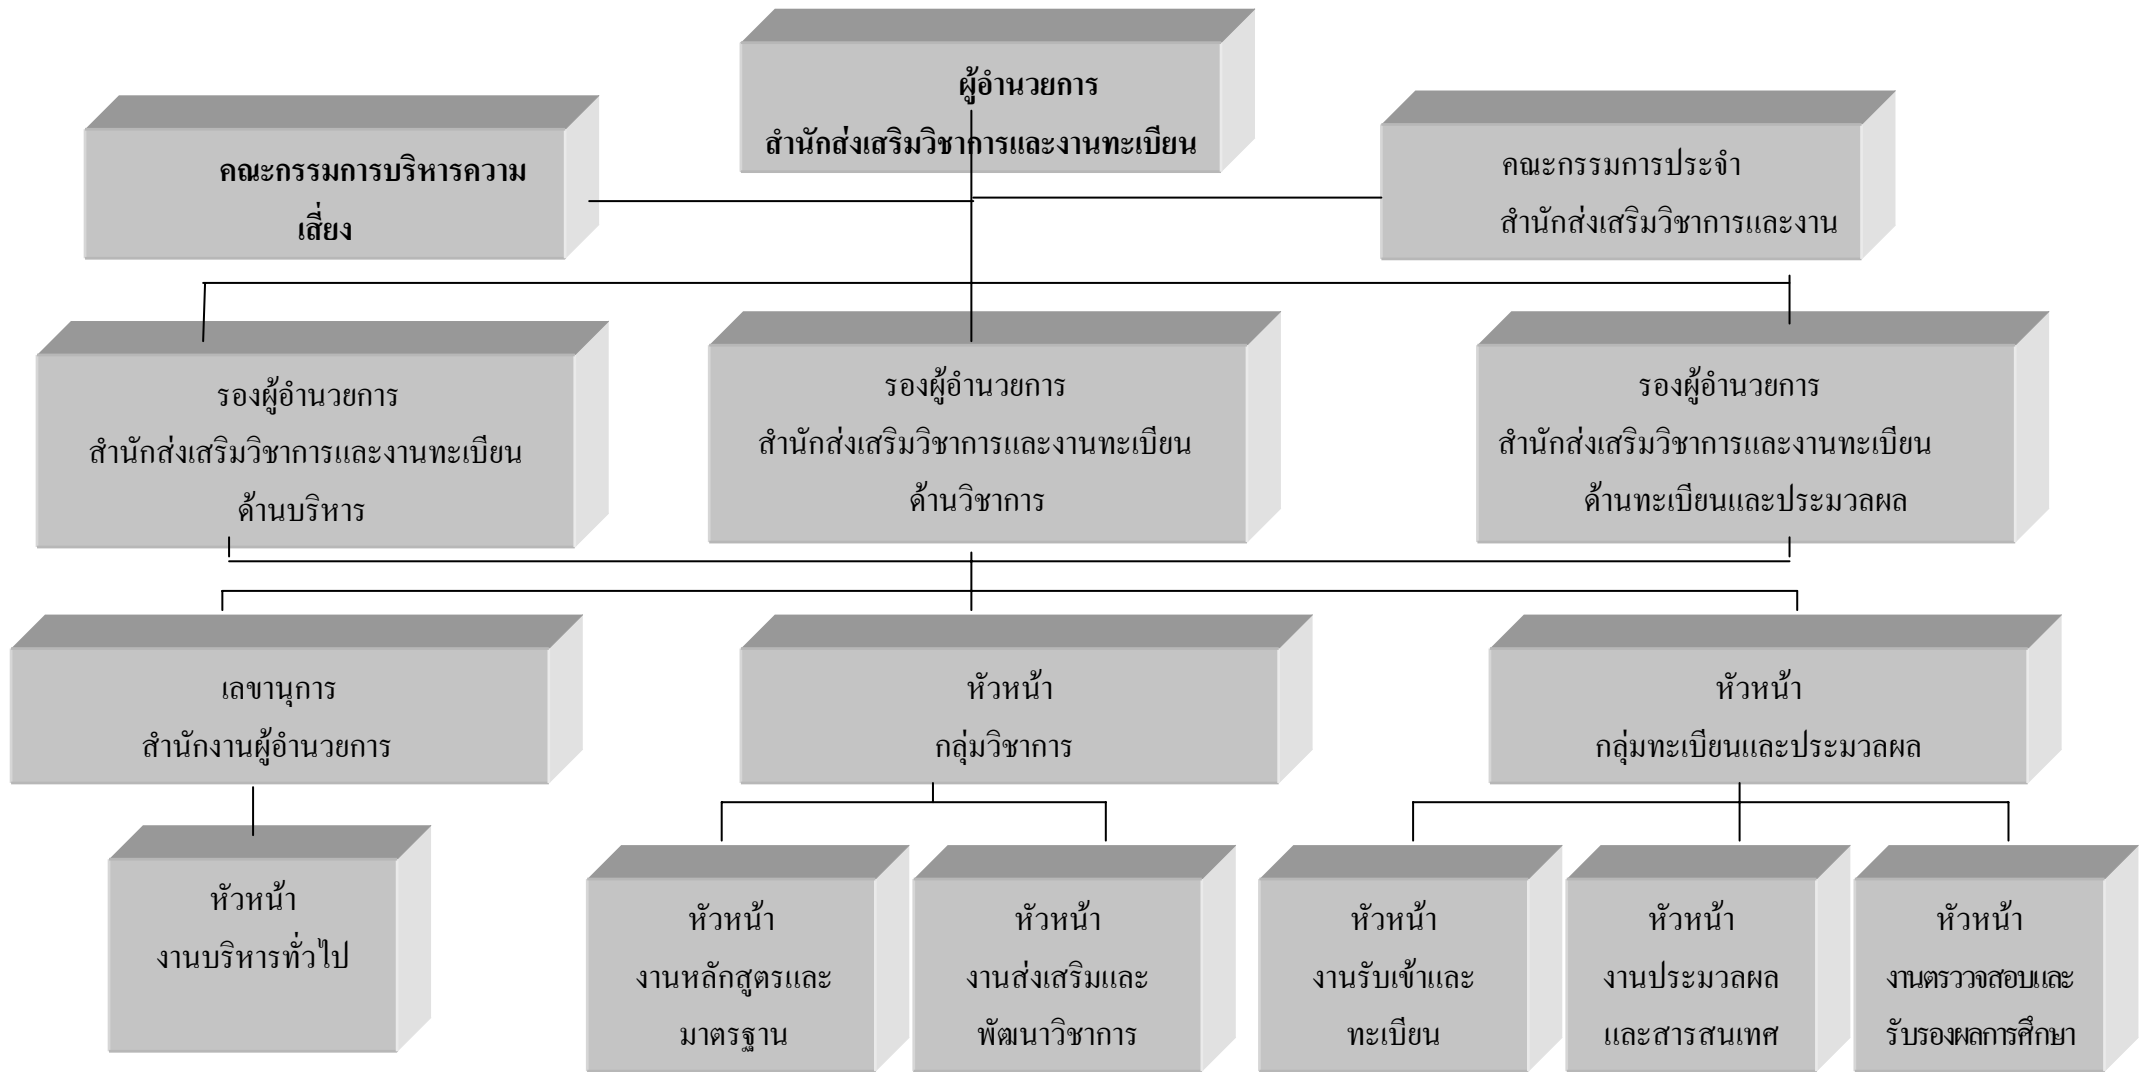 ผู้อำนวยการ
สำนักส่งเสริมวิชาการและงานทะเบียน
คณะกรรมการบริหารความ
เสี่ยง
คณะกรรมการประจำ
สำนักส่งเสริมวิชาการและงาน
รองผู้อำนวยการ
สำนักส่งเสริมวิชาการและงานทะเบียน
ด้านบริหาร
รองผู้อำนวยการ
สำนักส่งเสริมวิชาการและงานทะเบียน
ด้านวิชาการ
รองผู้อำนวยการ
สำนักส่งเสริมวิชาการและงานทะเบียน
ด้านทะเบียนและประมวลผล
เลขานุการ
สำนักงานผู้อำนวยการ
หัวหน้า
กลุ่มวิชาการ
หัวหน้า
กลุ่มทะเบียนและประมวลผล
หัวหน้า
งานบริหารทั่วไป
หัวหน้า
งานหลักสูตรและ
มาตรฐาน
หัวหน้า
งานส่งเสริมและ
พัฒนาวิชาการ
หัวหน้า
งานรับเข้าและ
ทะเบียน
หัวหน้า
งานประมวลผล
และสารสนเทศ
หัวหน้า
งานตรววจสอบและ
รับรองผลการศึกษา